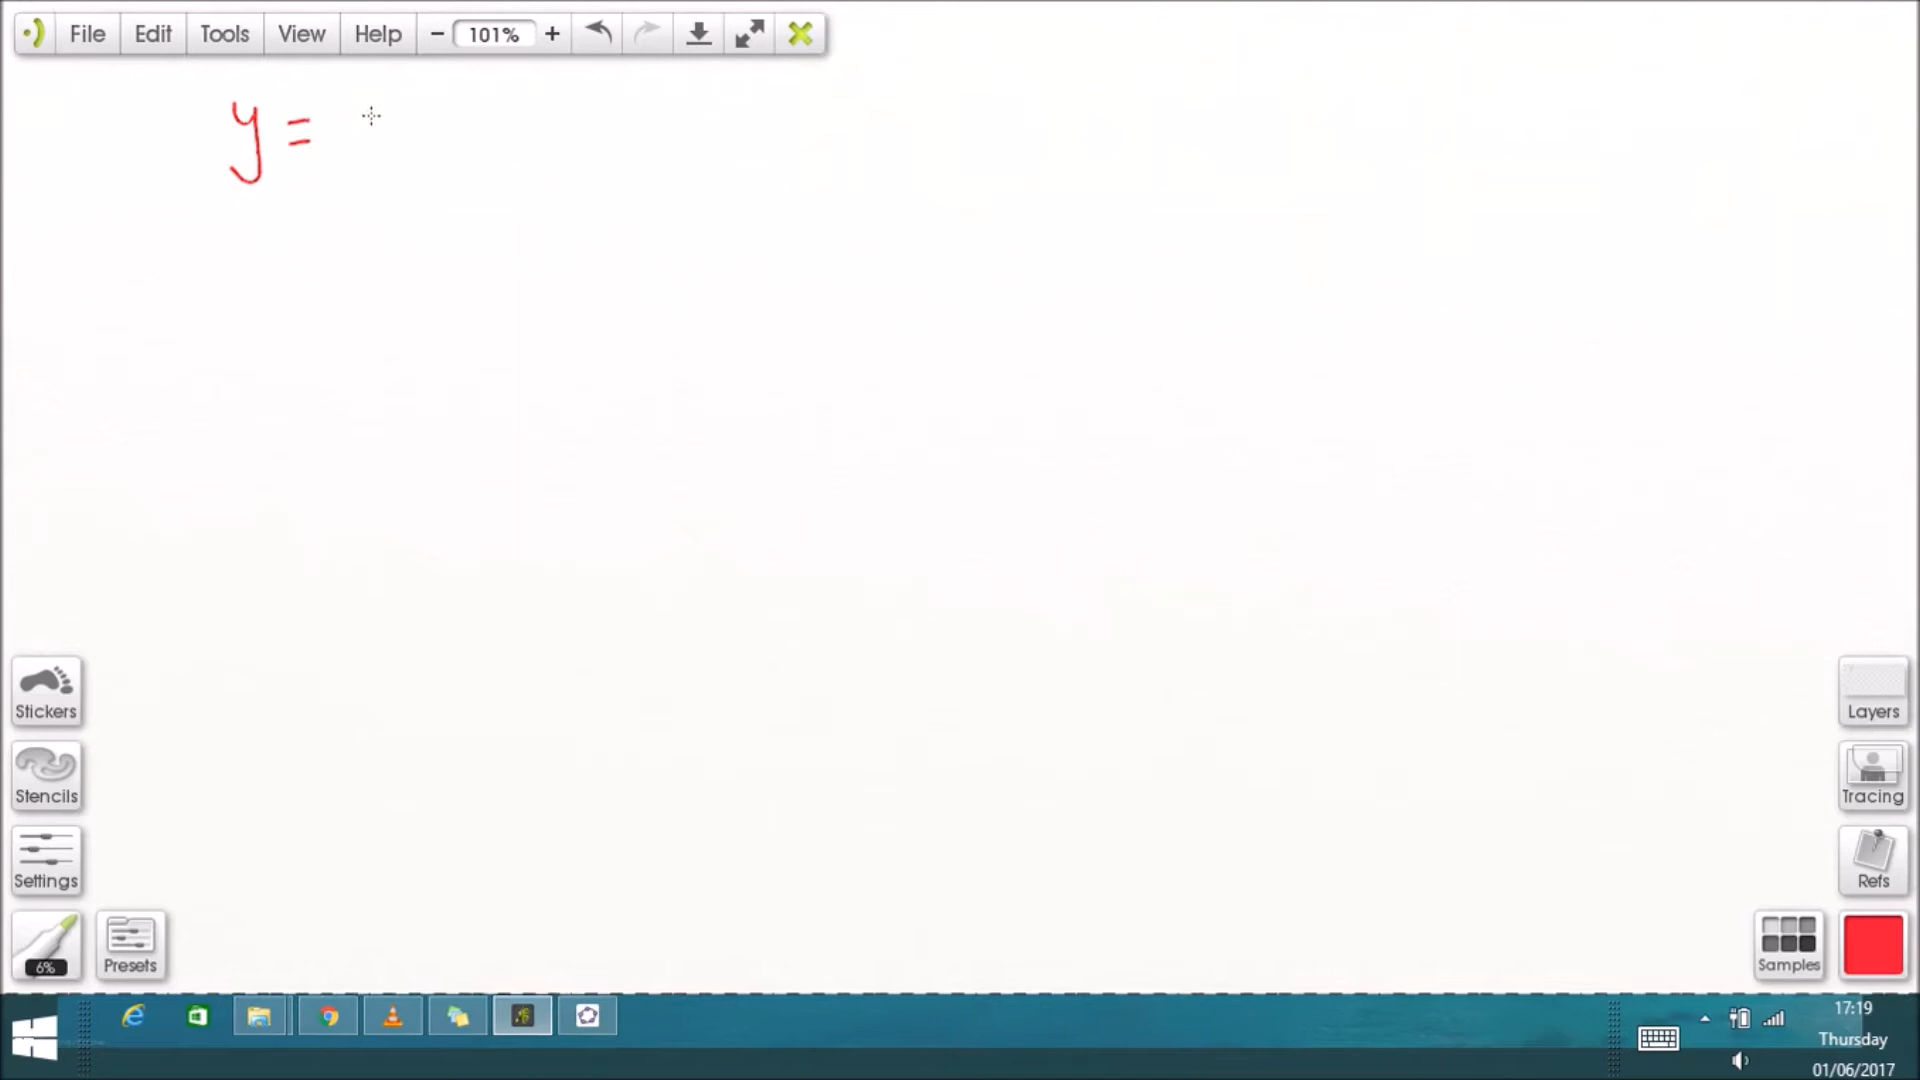 File Edit Tools View Help − 101% +
y =
Stickers
Layers
Stencils
Tracing
Settings
Refs
6%
Presets
Samples
17:19
Thursday
01/06/2017